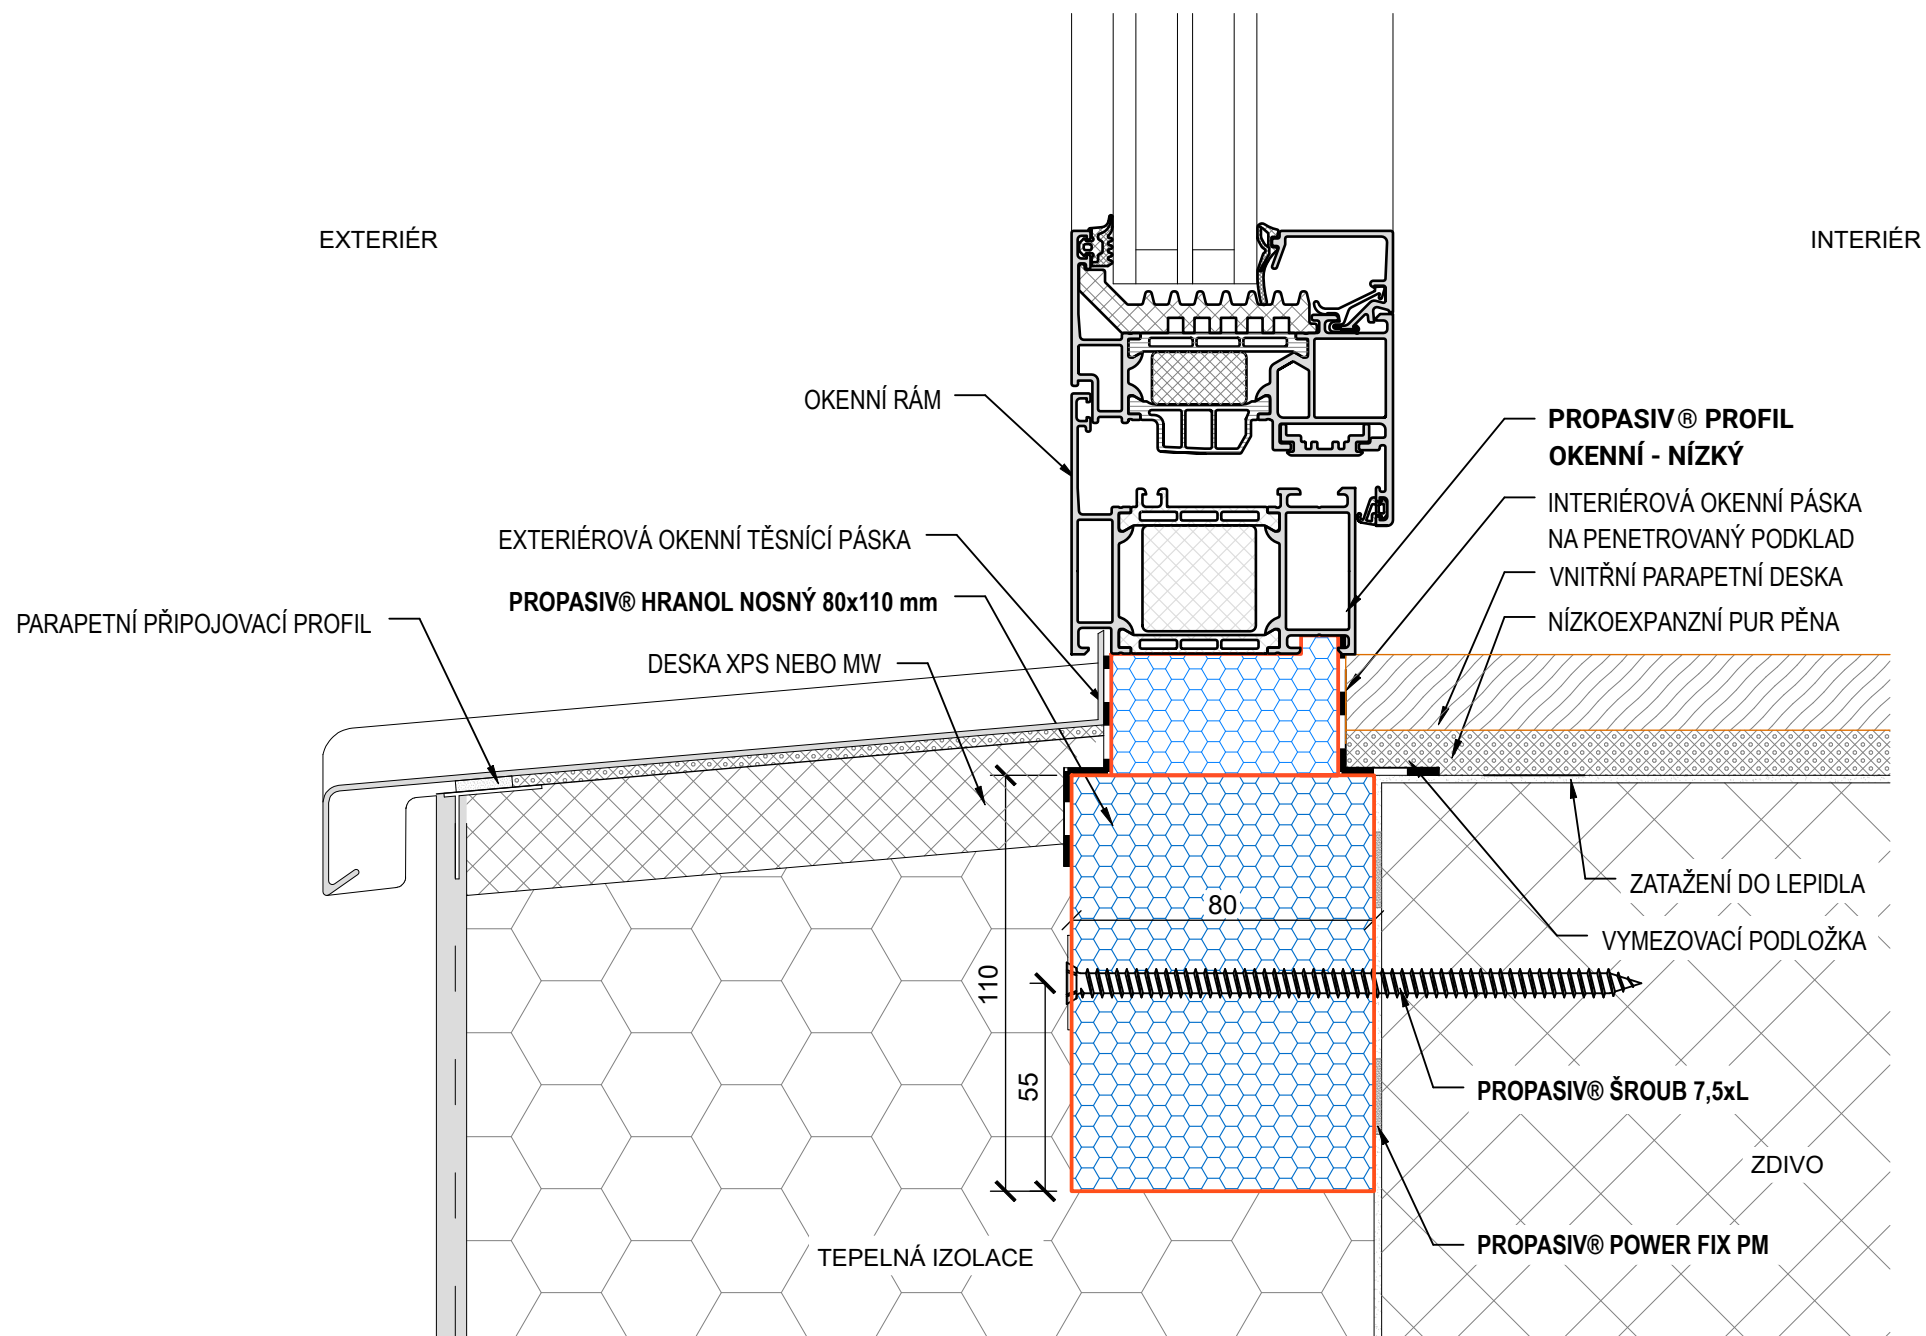 EXTERIÉR
INTERIÉR
OKENNÍ RÁM
PROPASIV® PROFIL
OKENNÍ - NÍZKÝ
INTERIÉROVÁ OKENNÍ PÁSKA
NA PENETROVANÝ PODKLAD
EXTERIÉROVÁ OKENNÍ TĚSNÍCÍ PÁSKA
VNITŘNÍ PARAPETNÍ DESKA
PROPASIV® HRANOL NOSNÝ 80x110 mm
PARAPETNÍ PŘIPOJOVACÍ PROFIL
NÍZKOEXPANZNÍ PUR PĚNA
DESKA XPS NEBO MW
ZATAŽENÍ DO LEPIDLA
80
VYMEZOVACÍ PODLOŽKA
110
55
PROPASIV® ŠROUB 7,5xL
ZDIVO
PROPASIV® POWER FIX PM
TEPELNÁ IZOLACE